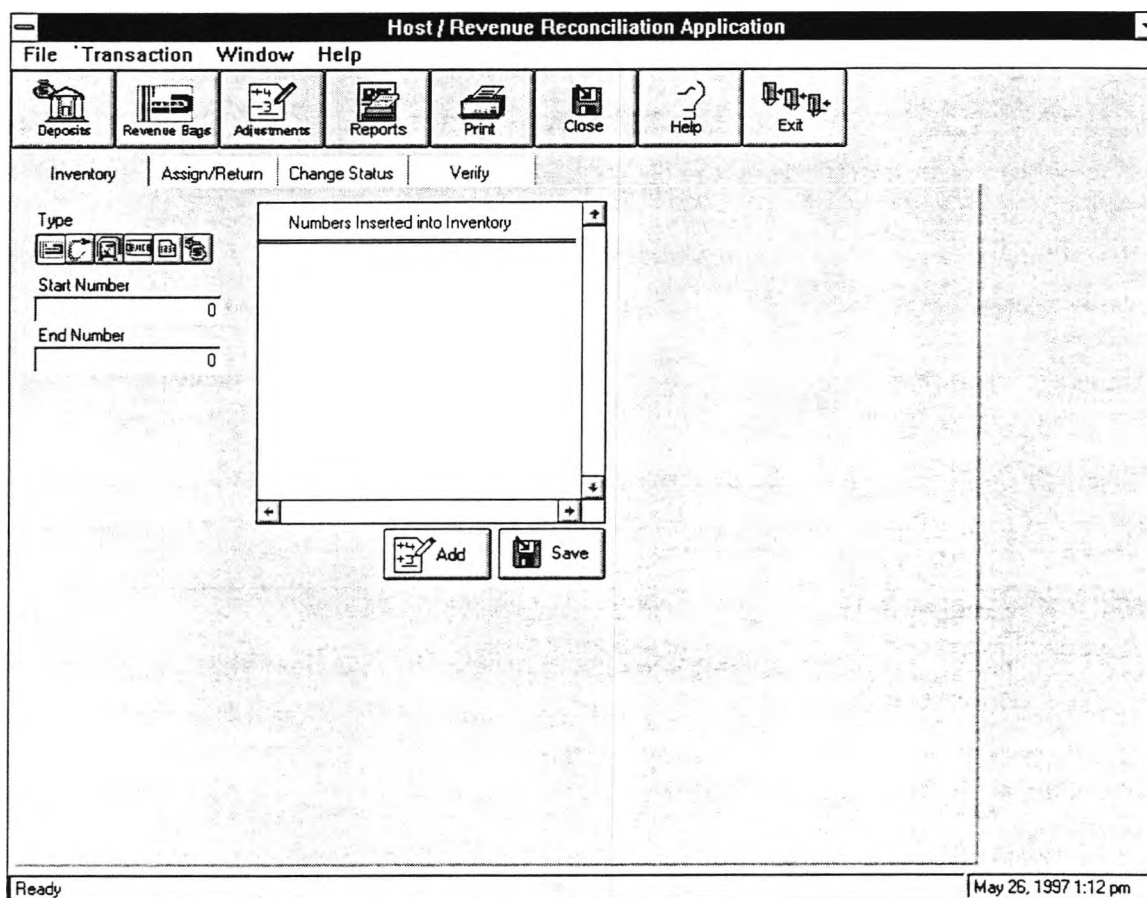 Host / Revenue Reconciliation Application
File Transaction Window Help
Deposits Revenue Bags Adjustments Reports Print Close Help Exit
Inventory Assign/Return Change Status Verify
Type
Numbers Inserted into Inventory
Start Number
0
End Number
0
Add Save
Ready May 26, 1997 1:12 pm